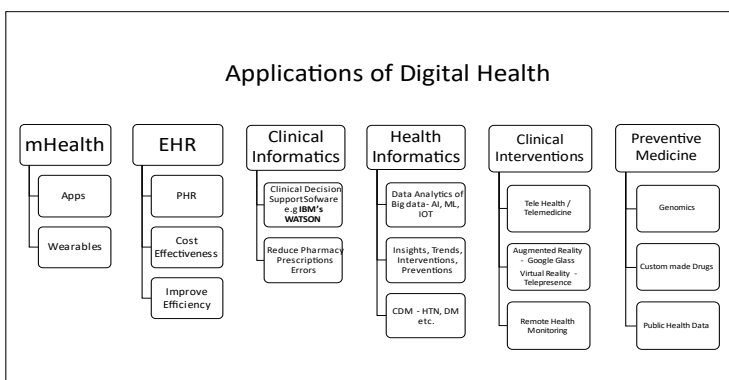 Applications of Digital Health
mHealth
Apps
Wearables
EHR
PHR
Cost
Effectiveness
Improve
Efficiency
Clinical
Informatics
Clinical Decision
Support Sofware
e.g IBM's
WATSON
Reduce Pharmacy
Prescriptions
Errors
Health
Informatics
Data Analytics of
Big data- AI, ML,
IOT
Insights, Trends,
Interventions,
Preventions
CDM - HTN, DM
etc.
Clinical
Interventions
Tele Health /
Telemedicine
Augmented Reality
- Google Glass
Virtual Reality -
Telepresence
Remote Health
Monitoring
Preventive
Medicine
Genomics
Custom made Drugs
Public Health Data